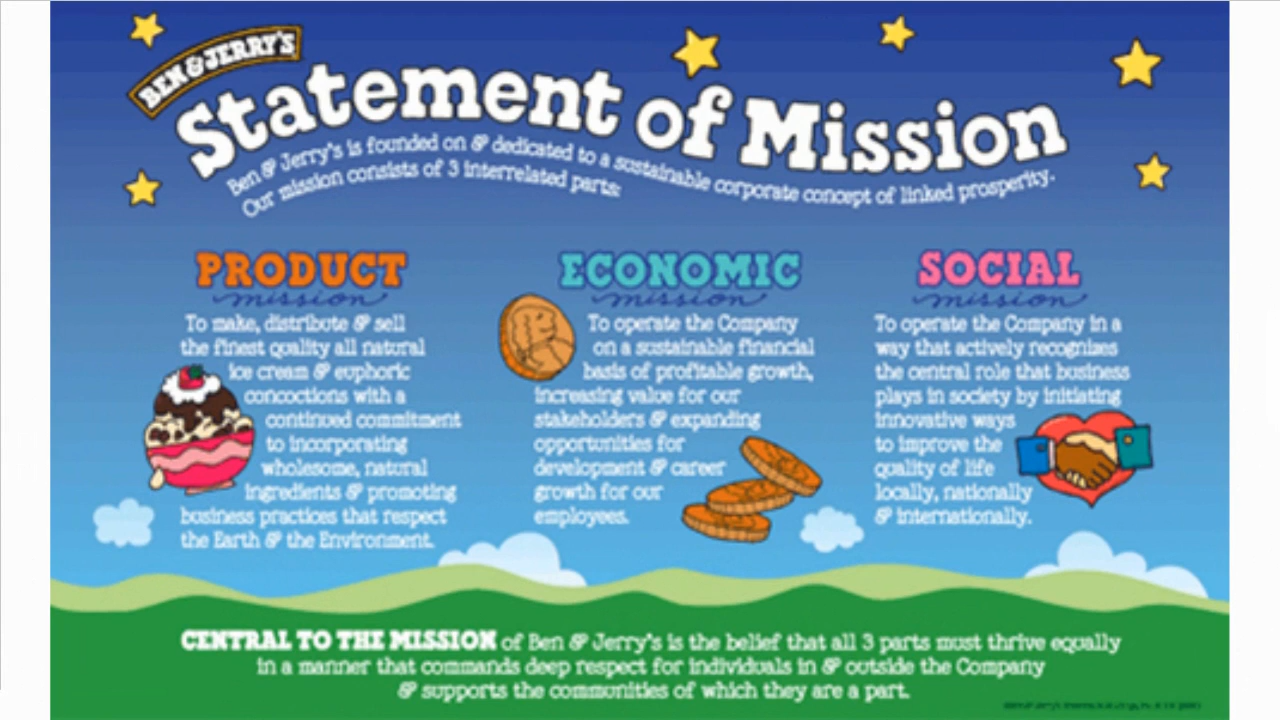 BEN & JERRY'S
Statement of Mission
Ben & Jerry's is founded on & dedicated to a sustainable corporate concept of linked prosperity.
Our mission consists of 3 interrelated parts:
PRODUCT
mission
To make, distribute & sell
the finest quality all natural
ice cream & euphoric
concoctions with a
continued commitment
to incorporating
wholesome, natural
ingredients & promoting
business practices that respect
the Earth & the Environment.
ECONOMIC
mission
To operate the Company
on a sustainable financial
basis of profitable growth,
increasing value for our
stakeholders & expanding
opportunities for
development & career
growth for our
employees.
SOCIAL
mission
To operate the Company in a
way that actively recognizes
the central role that business
plays in society by initiating
innovative ways
to improve the
quality of life
locally, nationally
& internationally.
CENTRAL TO THE MISSION of Ben & Jerry's is the belief that all 3 parts must thrive equally
in a manner that commands deep respect for individuals in & outside the Company
& supports the communities of which they are a part.